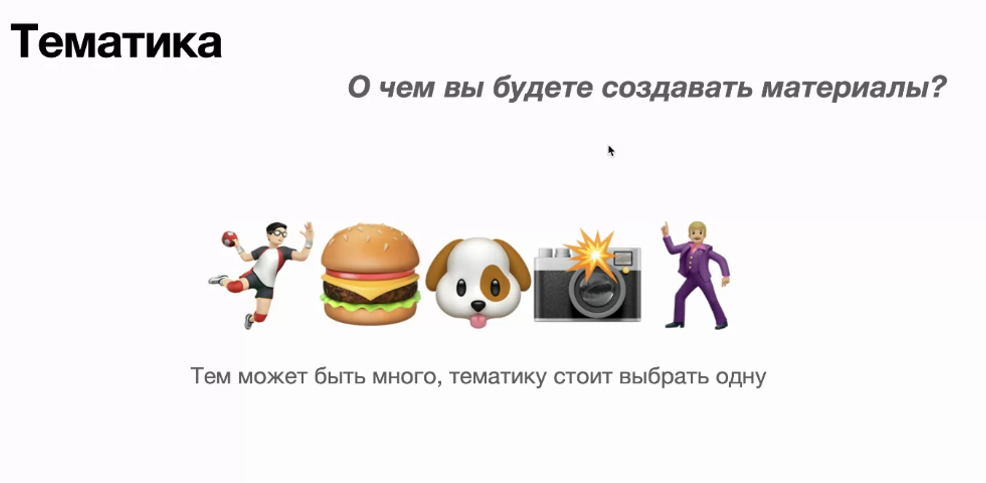 Тематика
О чем вы будете создавать материалы?
Тем может быть много, тематику стоит выбрать одну